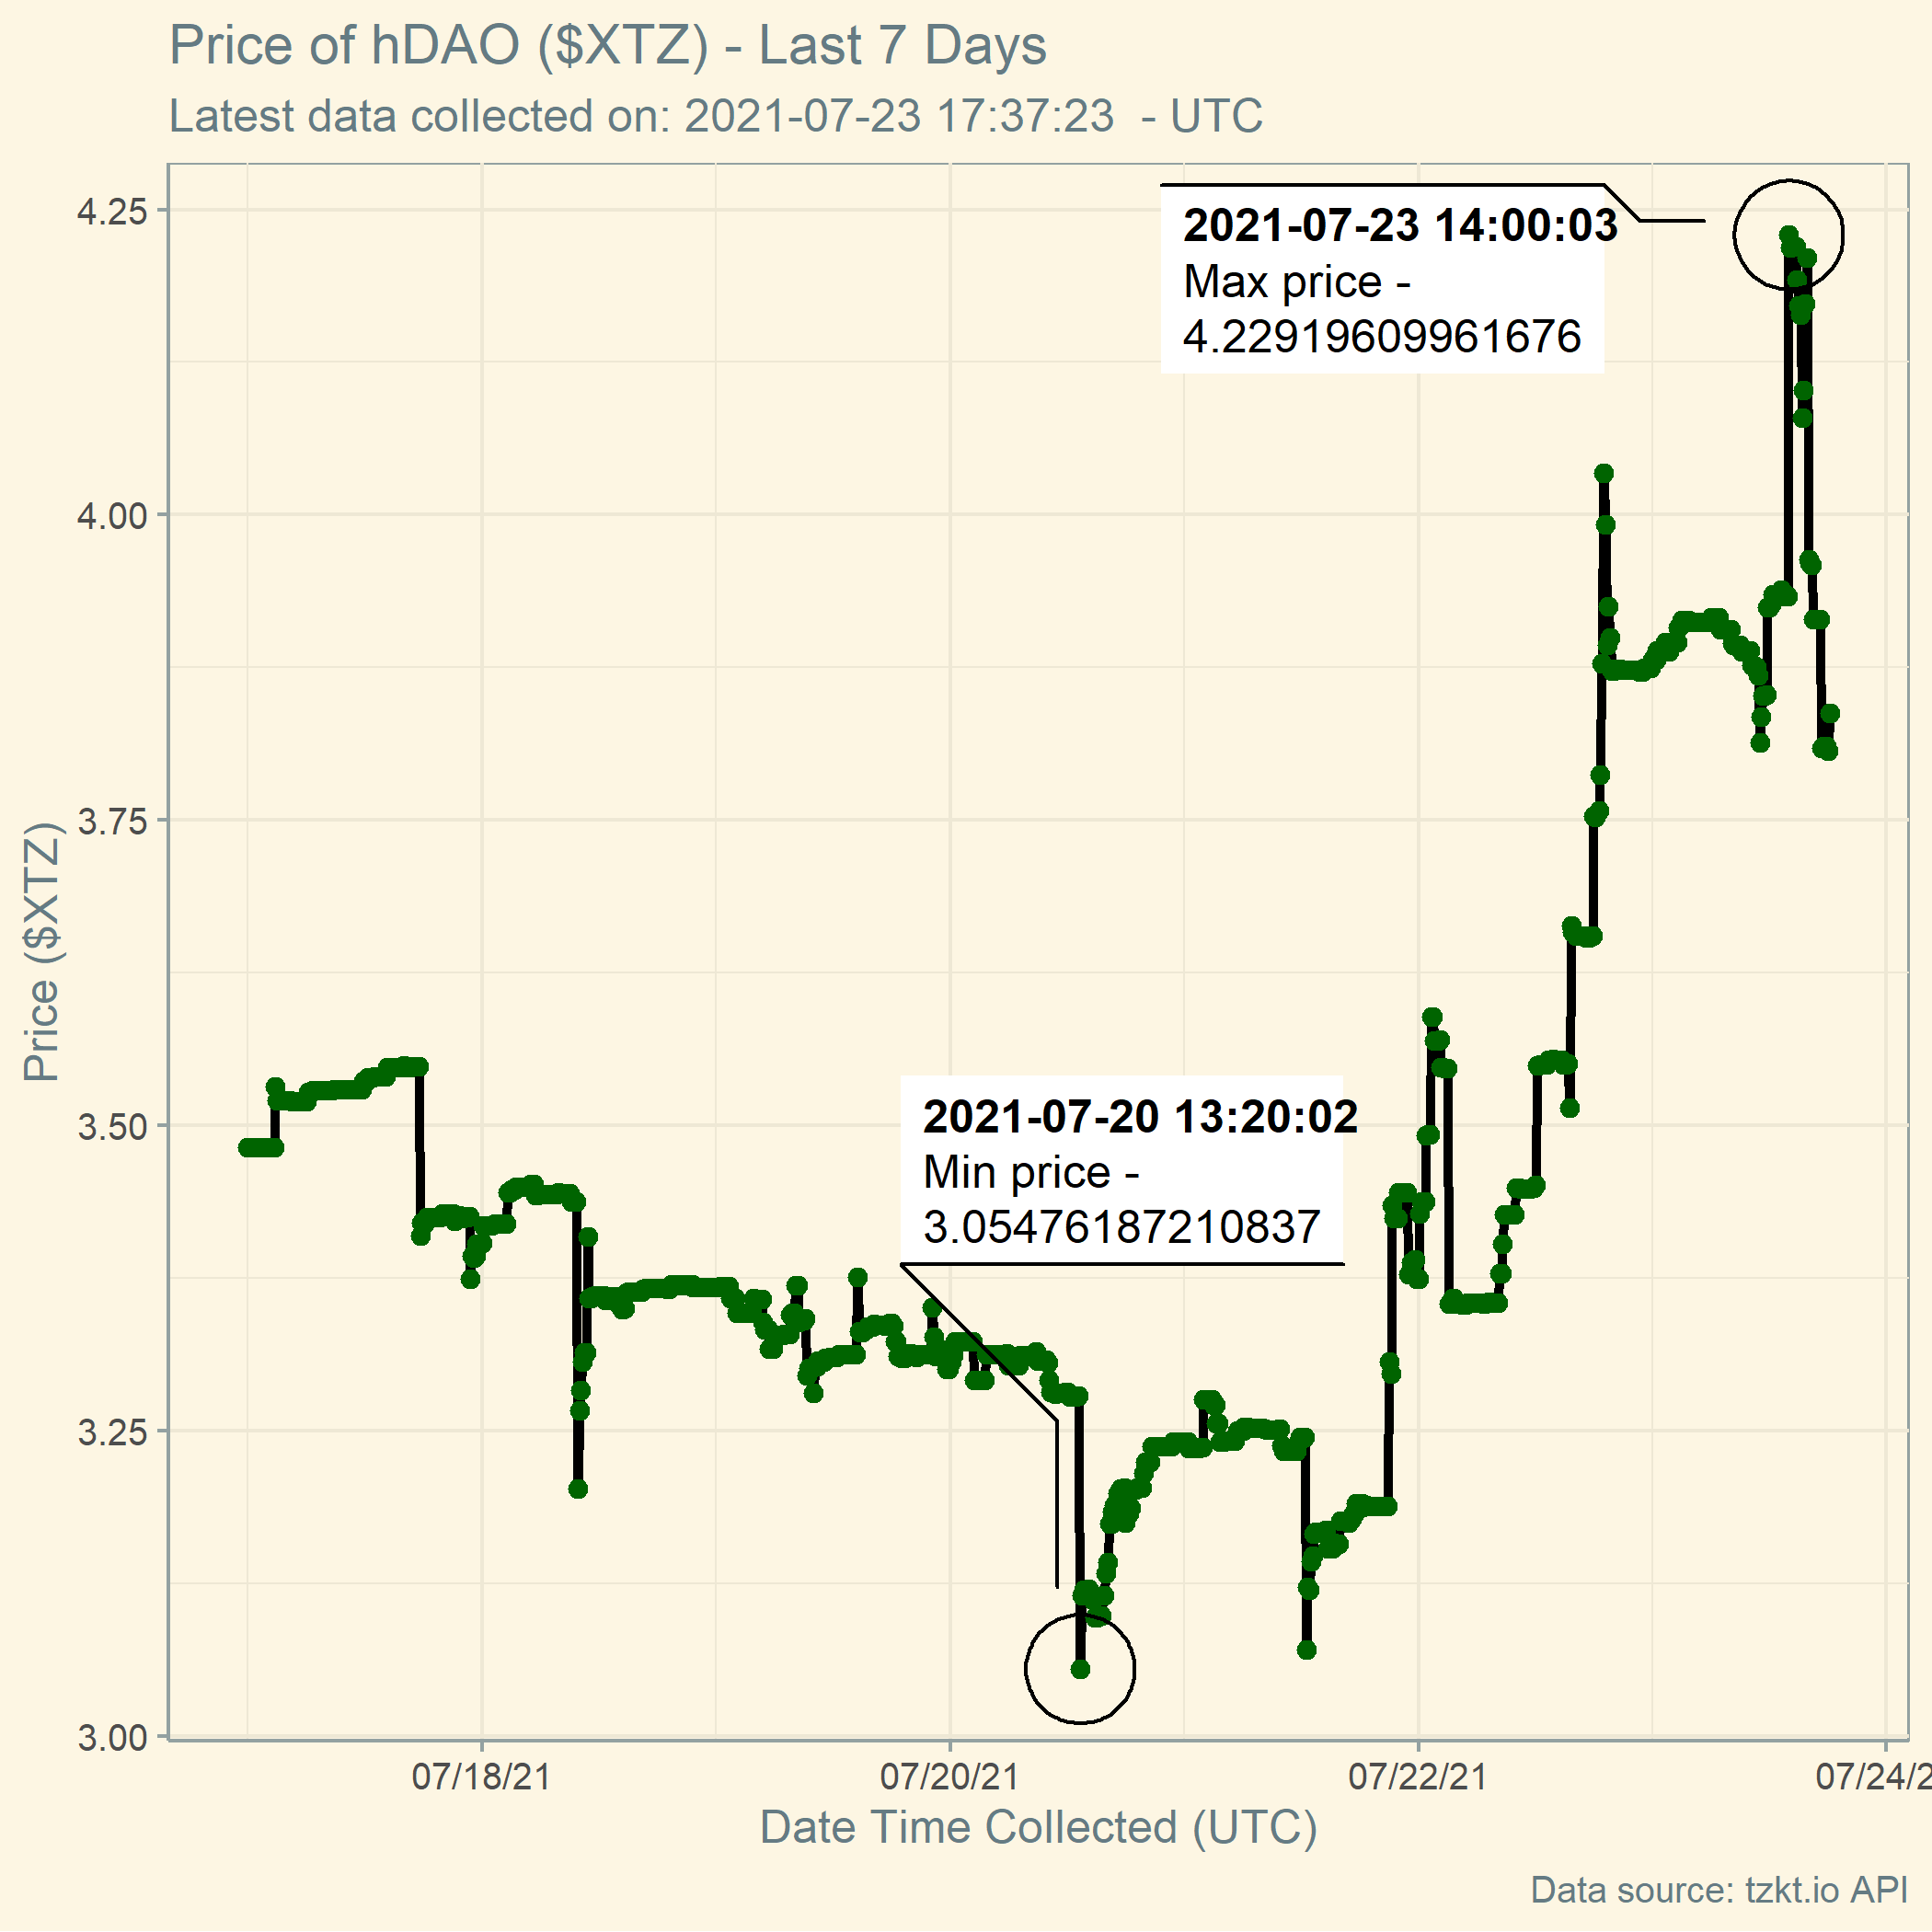 Price of hDAO ($XTZ) - Last 7 Days
Latest data collected on: 2021-07-23 17:37:23  - UTC
4.25
4.00
3.75
3.50
3.25
3.00
Price ($XTZ)
2021-07-23 14:00:03
Max price -
4.22919609961676
2021-07-20 13:20:02
Min price -
3.05476187210837
07/18/21
07/20/21
07/22/21
07/24/2
Date Time Collected (UTC)
Data source: tzkt.io API